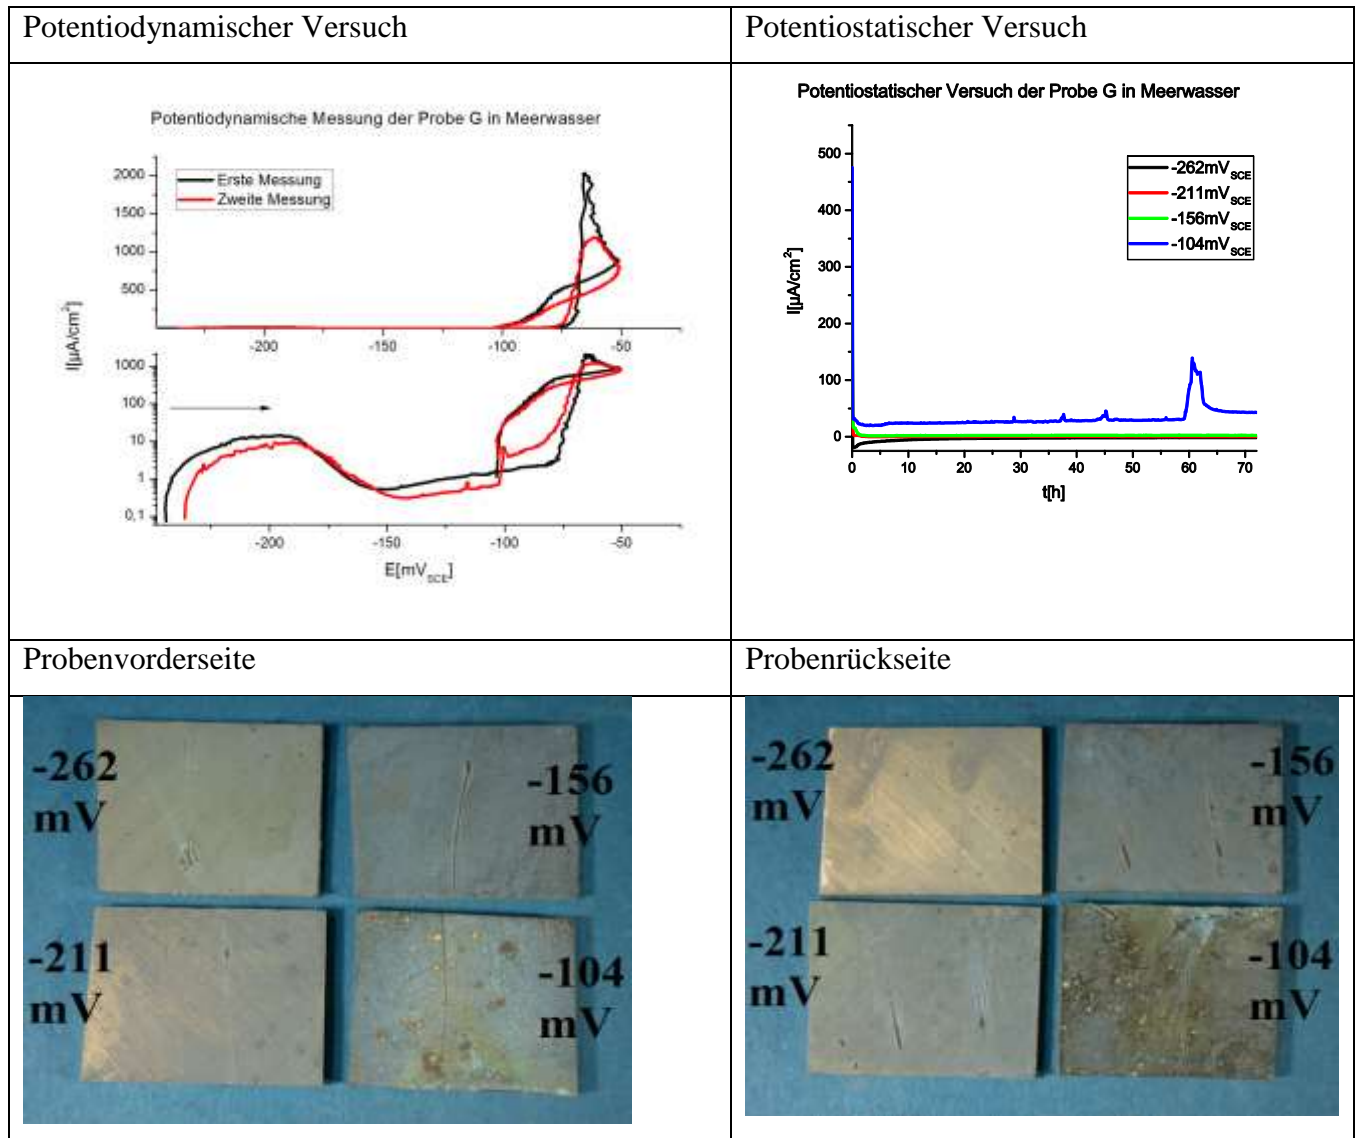 Potentiodynamischer Versuch
Potentiostatischer Versuch
Potentiodynamische Messung der Probe G in Meerwasser
Erste Messung
Zweite Messung
2000
1500
1000
500
-200
-150
-100
-50
I[µA/cm²]
1000
100
10
1
0,1
-200
-150
-100
-50
E[mV_SCE]
Potentiostatischer Versuch der Probe G in Meerwasser
-262mV_SCE
-211mV_SCE
-156mV_SCE
-104mV_SCE
500
400
300
200
100
0
I[µA/cm²]
0
10
20
30
40
50
60
70
t[h]
Probenvorderseite
Probenrückseite
-262
mV
-156
mV
-211
mV
-104
mV
-262
mV
-156
mV
-211
mV
-104
mV